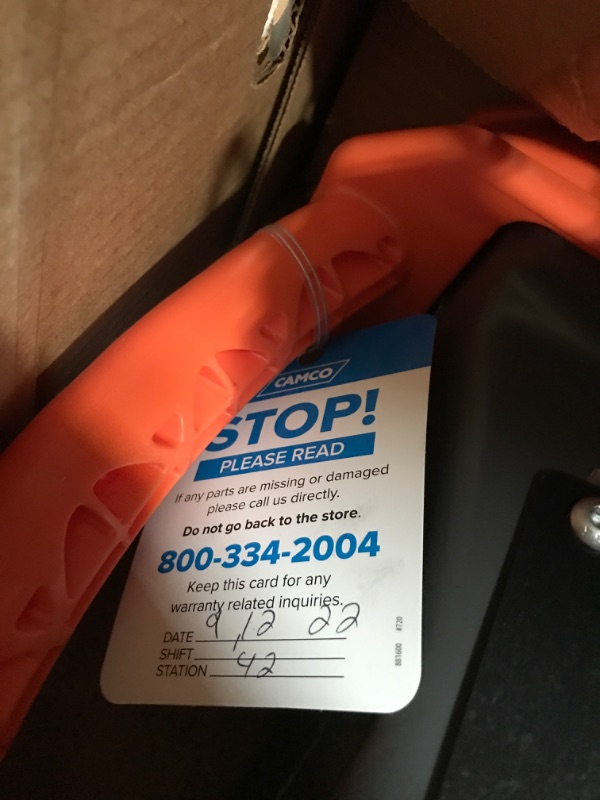 CAMCO
STOP!
PLEASE READ
If any parts are missing or damaged
please call us directly.
Do not go back to the store.
800-334-2004
Keep this card for any
warranty related inquiries.
DATE 9, 12 22
SHIFT
STATION 42
881600 #720